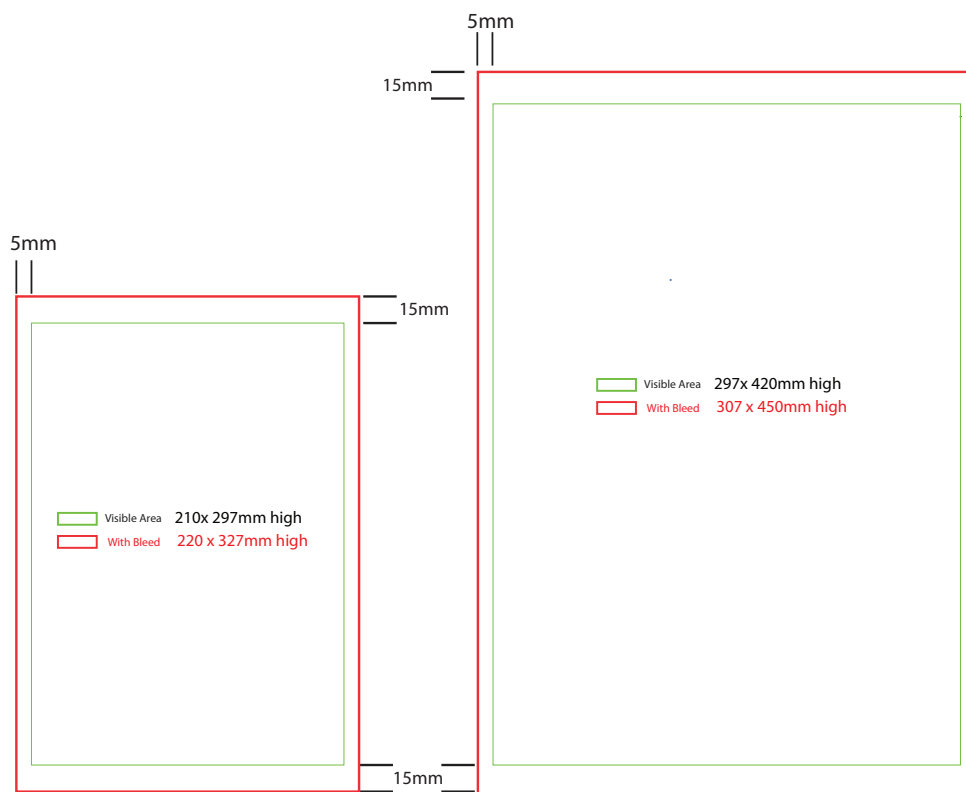 5mm
15mm
5mm
15mm
Visible Area 297x 420mm high
With Bleed 307 x 450mm high
Visible Area 210x 297mm high
With Bleed 220 x 327mm high
15mm